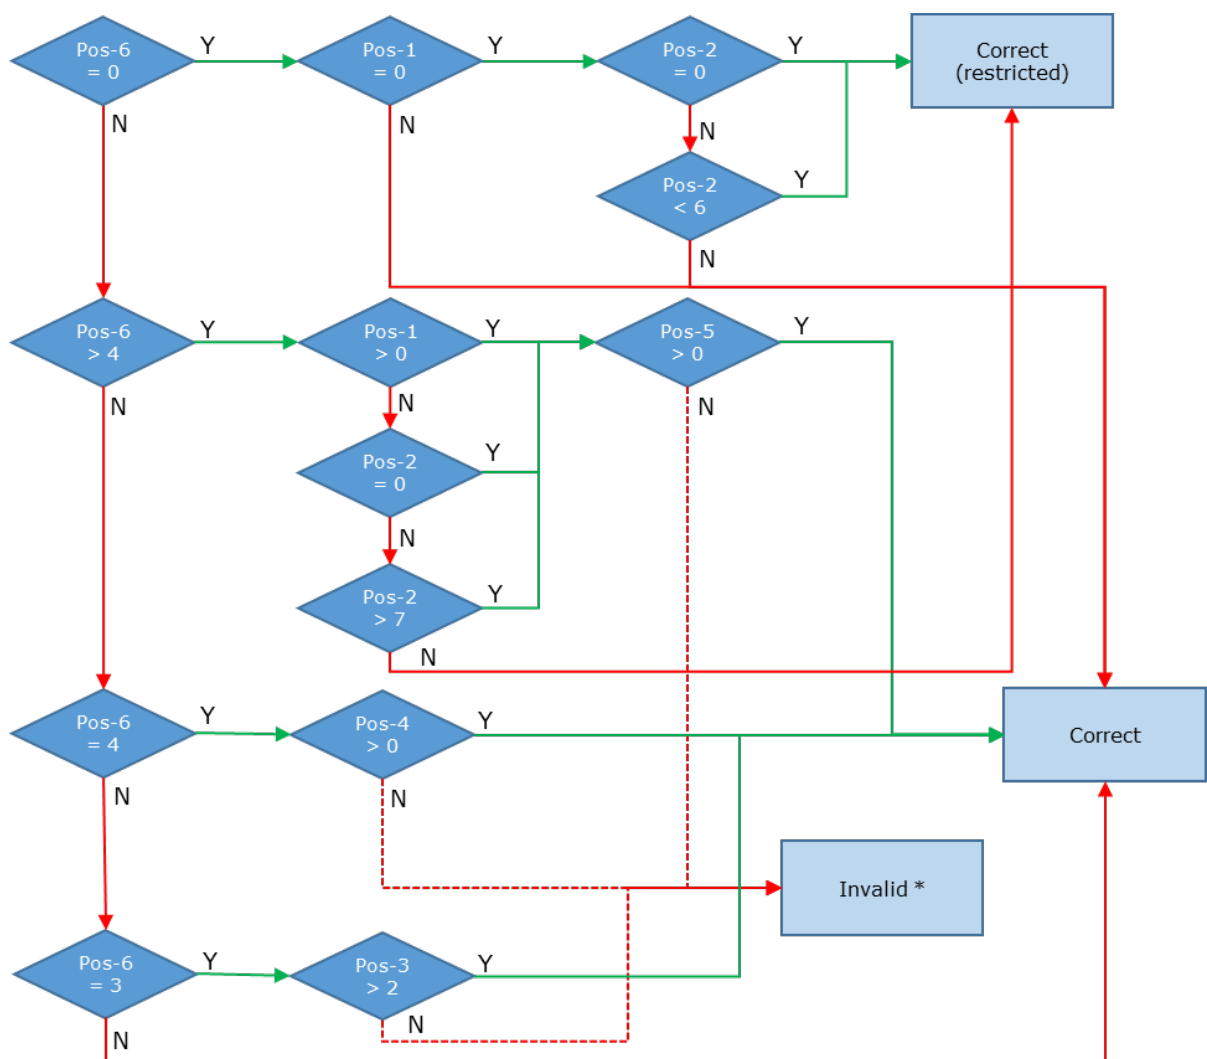 Pos-6
= 0
Y
Pos-1
= 0
Y
Pos-2
= 0
Y
Correct
(restricted)
N
N
N
Pos-2
< 6
Y
N
Pos-6
> 4
Y
Pos-1
> 0
Y
Pos-5
> 0
Y
N
N
N
Pos-2
= 0
Y
N
Pos-2
> 7
Y
N
Pos-6
= 4
Y
Pos-4
> 0
Y
Correct
N
N
Invalid *
Pos-6
= 3
Y
Pos-3
> 2
Y
N
N